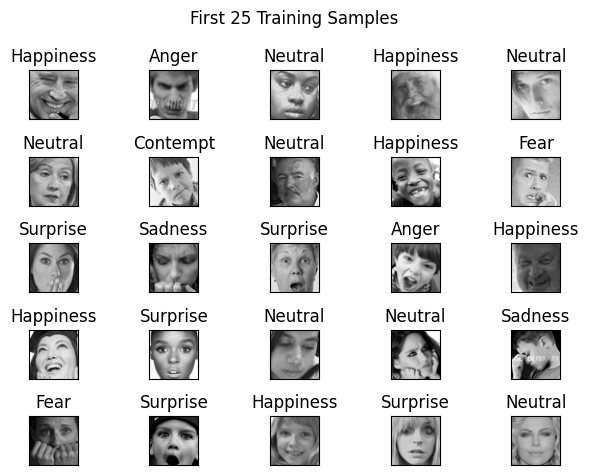 First 25 Training Samples
Happiness Anger Neutral Happiness Neutral
Neutral Contempt Neutral Happiness Fear
Surprise Sadness Surprise Anger Happiness
Happiness Surprise Neutral Neutral Sadness
Fear Surprise Happiness Surprise Neutral